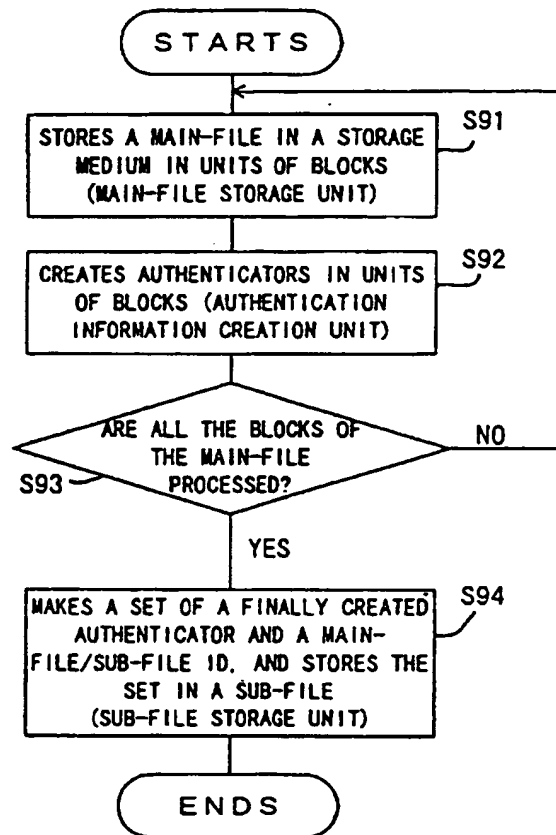 STARTS
STORES A MAIN-FILE IN A STORAGE
MEDIUM IN UNITS OF BLOCKS
(MAIN-FILE STORAGE UNIT)
S91
CREATES AUTHENTICATORS IN UNITS
OF BLOCKS (AUTHENTICATION
INFORMATION CREATION UNIT)
S92
ARE ALL THE BLOCKS OF
THE MAIN-FILE
PROCESSED?
NO
S93
YES
MAKES A SET OF A FINALLY CREATED
AUTHENTICATOR AND A MAIN-
FILE/SUB-FILE ID, AND STORES THE
SET IN A SUB-FILE
(SUB-FILE STORAGE UNIT)
S94
ENDS